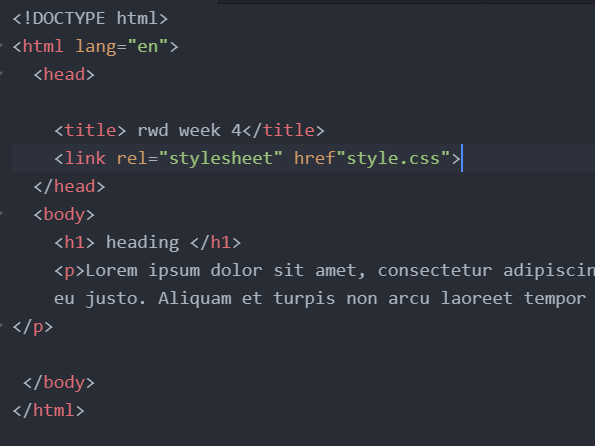 <!DOCTYPE html>
<html lang="en">
<head>
<title> rwd week 4</title>
<link rel="stylesheet" href"style.css">
</head>
<body>
<h1> heading </h1>
<p>Lorem ipsum dolor sit amet, consectetur adipiscin
eu justo. Aliquam et turpis non arcu laoreet tempor
</p>
</body>
</html>